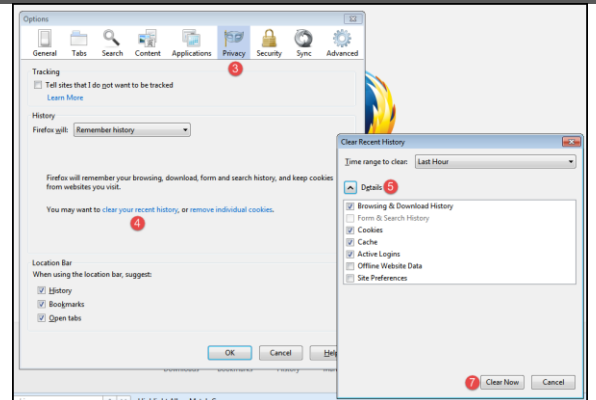 Options
General Tabs Search Content Applications Privacy Security Sync Advanced
3
Tracking
Tell sites that I do not want to be tracked
Learn More
History
Firefox will: Remember history
Firefox will remember your browsing, download, form and search history, and keep cookies
from websites you visit.
You may want to clear your recent history, or remove individual cookies.
4
Location Bar
When using the location bar, suggest:
History
Bookmarks
Open tabs
OK Cancel Help
Clear Recent History
Time range to clear: Last Hour
Details 5
Browsing & Download History
Form & Search History
Cookies
Cache
Active Logins
Offline Website Data
Site Preferences
7 Clear Now Cancel